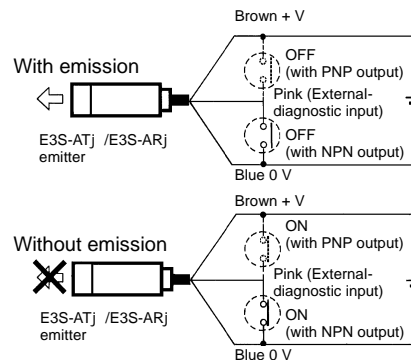 Brown + V
OFF
(with PNP output)
With emission
Pink (External-
diagnostic input)
OFF
(with NPN output)
E3S-ATj /E3S-ARj
emitter
Blue 0 V
Brown + V
ON
(with PNP output)
Without emission
Pink (External-
diagnostic input)
ON
(with NPN output)
E3S-ATj /E3S-ARj
emitter
Blue 0 V